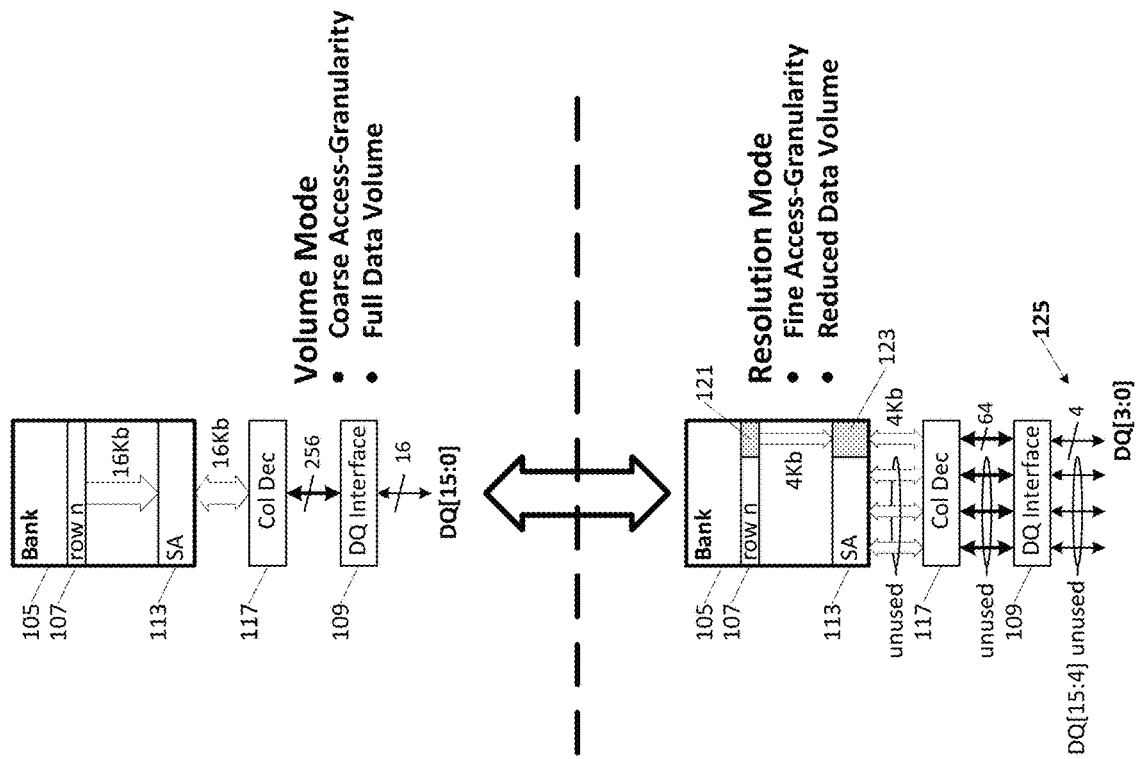 Volume Mode
• Coarse Access-Granularity
• Full Data Volume
105
Bank
107
row n
16Kb
113
SA
16Kb
117
Col Dec
256
109
DQ Interface
16
DQ[15:0]
Resolution Mode
• Fine Access-Granularity
• Reduced Data Volume
105
Bank
121
107
row n
4Kb
113
SA
123
unused
4Kb
117
Col Dec
unused
64
109
DQ Interface
125
DQ[15:4] unused
4
DQ[3:0]